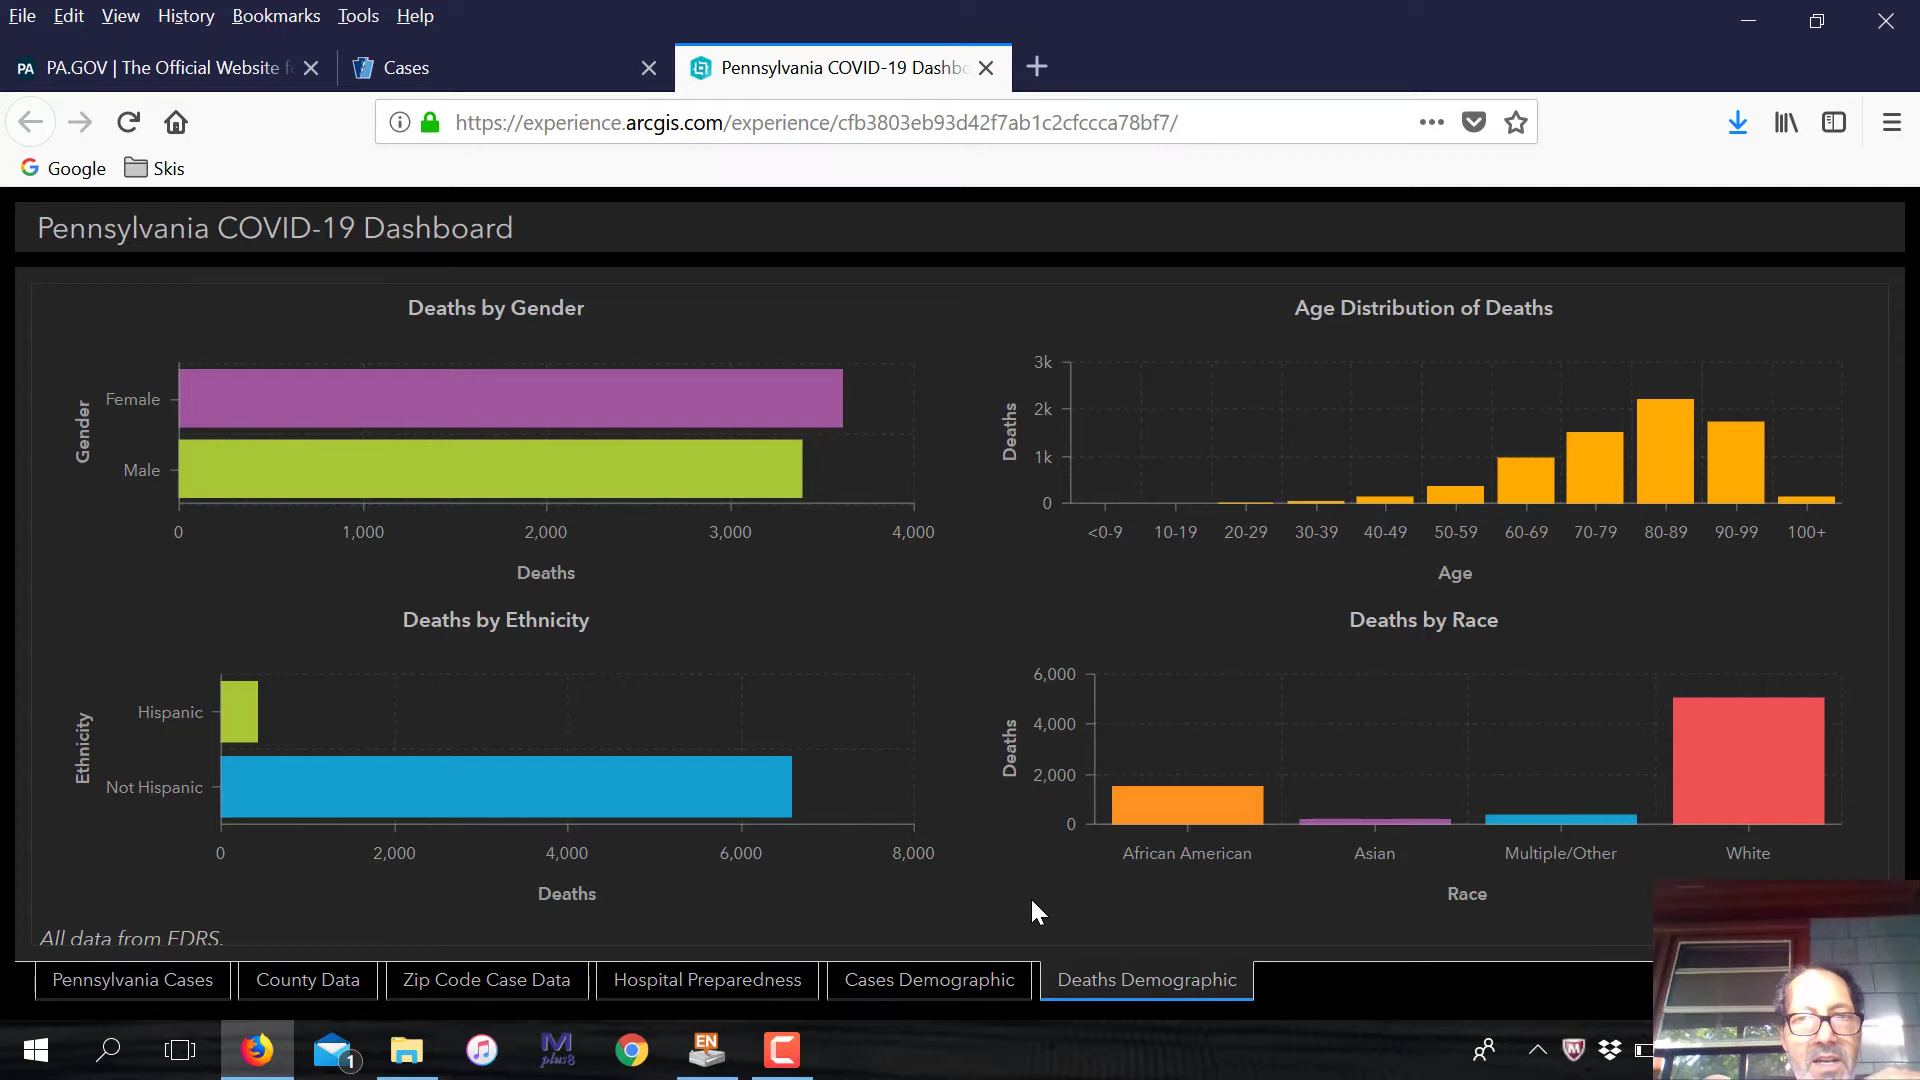 File Edit View History Bookmarks Tools Help
PA PA.GOV | The Official Website f
Cases
Pennsylvania COVID-19 Dashb
https://experience.arcgis.com/experience/cfb3803eb93d42f7ab1c2cfccca78bf7/
Google Skis
Pennsylvania COVID-19 Dashboard
Deaths by Gender
Gender
Female
Male
0 1,000 2,000 3,000 4,000
Deaths
Age Distribution of Deaths
Deaths
3k
2k
1k
0
<0-9 10-19 20-29 30-39 40-49 50-59 60-69 70-79 80-89 90-99 100+
Age
Deaths by Ethnicity
Ethnicity
Hispanic
Not Hispanic
0 2,000 4,000 6,000 8,000
Deaths
Deaths by Race
Deaths
6,000
4,000
2,000
0
African American Asian Multiple/Other White
Race
All data from EDRS.
Pennsylvania Cases County Data Zip Code Case Data Hospital Preparedness Cases Demographic Deaths Demographic
1
M
plus8
EN